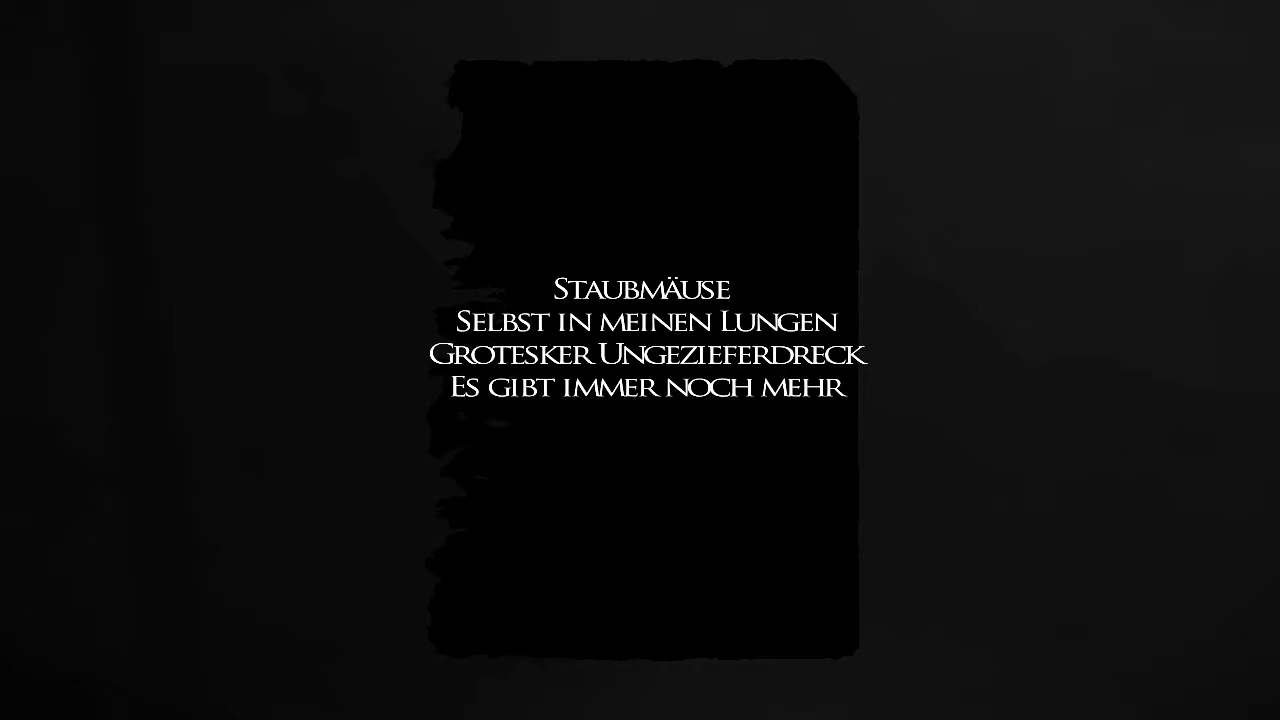 Staubmäuse
Selbst in meinen Lungen
Grotesker Ungezieferdreck
Es gibt immer noch mehr